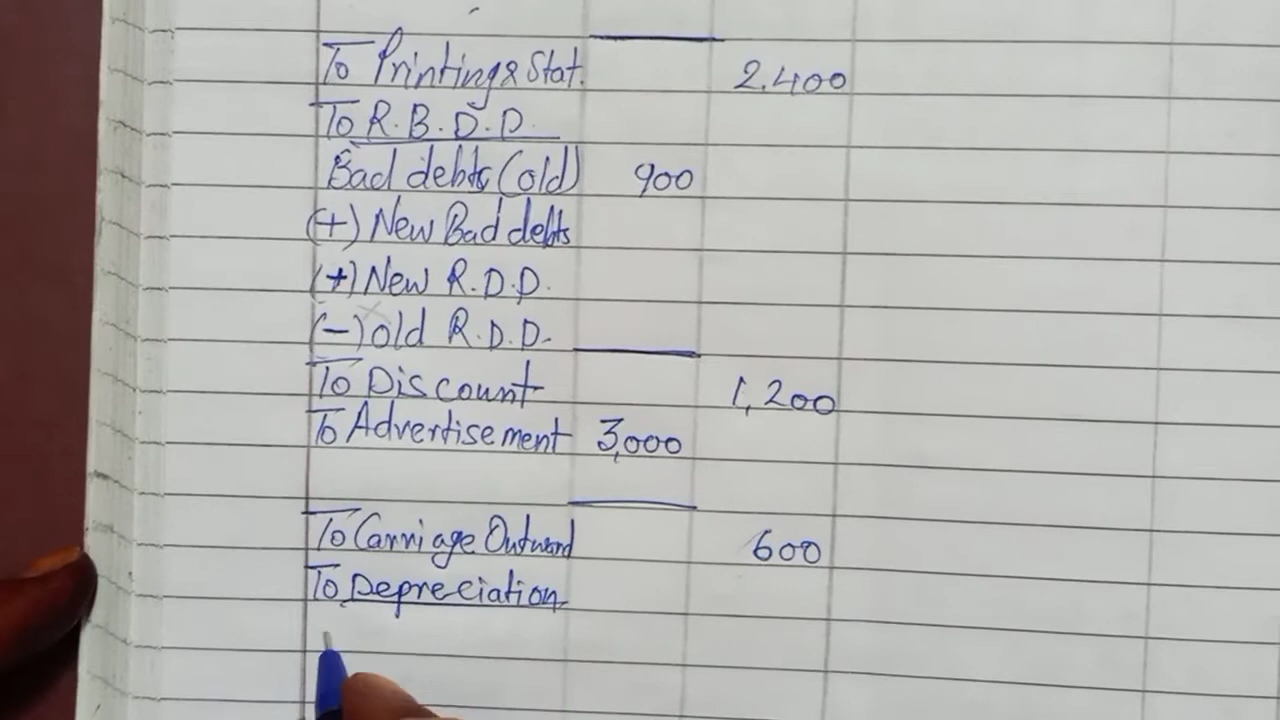 To Printing & Stat. 2,400
To R.B.D.D.
Bad debts (old) 900
(+) New Bad debts
(+) New R.D.D.
(-) old R.D.D.
To Discount 1,200
To Advertisement 3,000
To Carriage Outward 600
To Depreciation